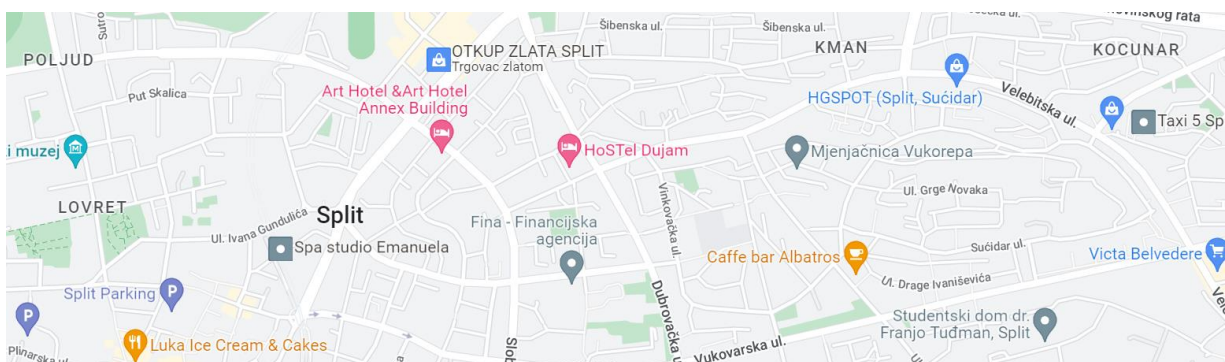 Šibenska ul.
Šibenska ul.
POLJUD
OTKUP ZLATA SPLIT
Trgovac zlatom
KMAN
KOCUNAR
Put Skalica
Art Hotel &Art Hotel
Annex Building
HGSPOT (Split, Sućidar)
Velebitska ul.
Taxi 5 Sp
i muzej
HoSTel Dujam
Mjenjačnica Vukorepa
Vinkovačka ul.
Ul. Grge Novaka
LOVRET
Split
Ul. Ivana Gundulića
Fina - Financijska
agencija
Spa studio Emanuela
Caffe bar Albatros
Sućidar ul.
Victa Belvedere
Ul. Drage Ivaniševića
Split Parking
P
P
Dubrovačka u
Studentski dom dr.
Franjo Tuđman, Split
Luka Ice Cream & Cakes
Plinarska ul
Slob
Vukovarska ul.
Vele